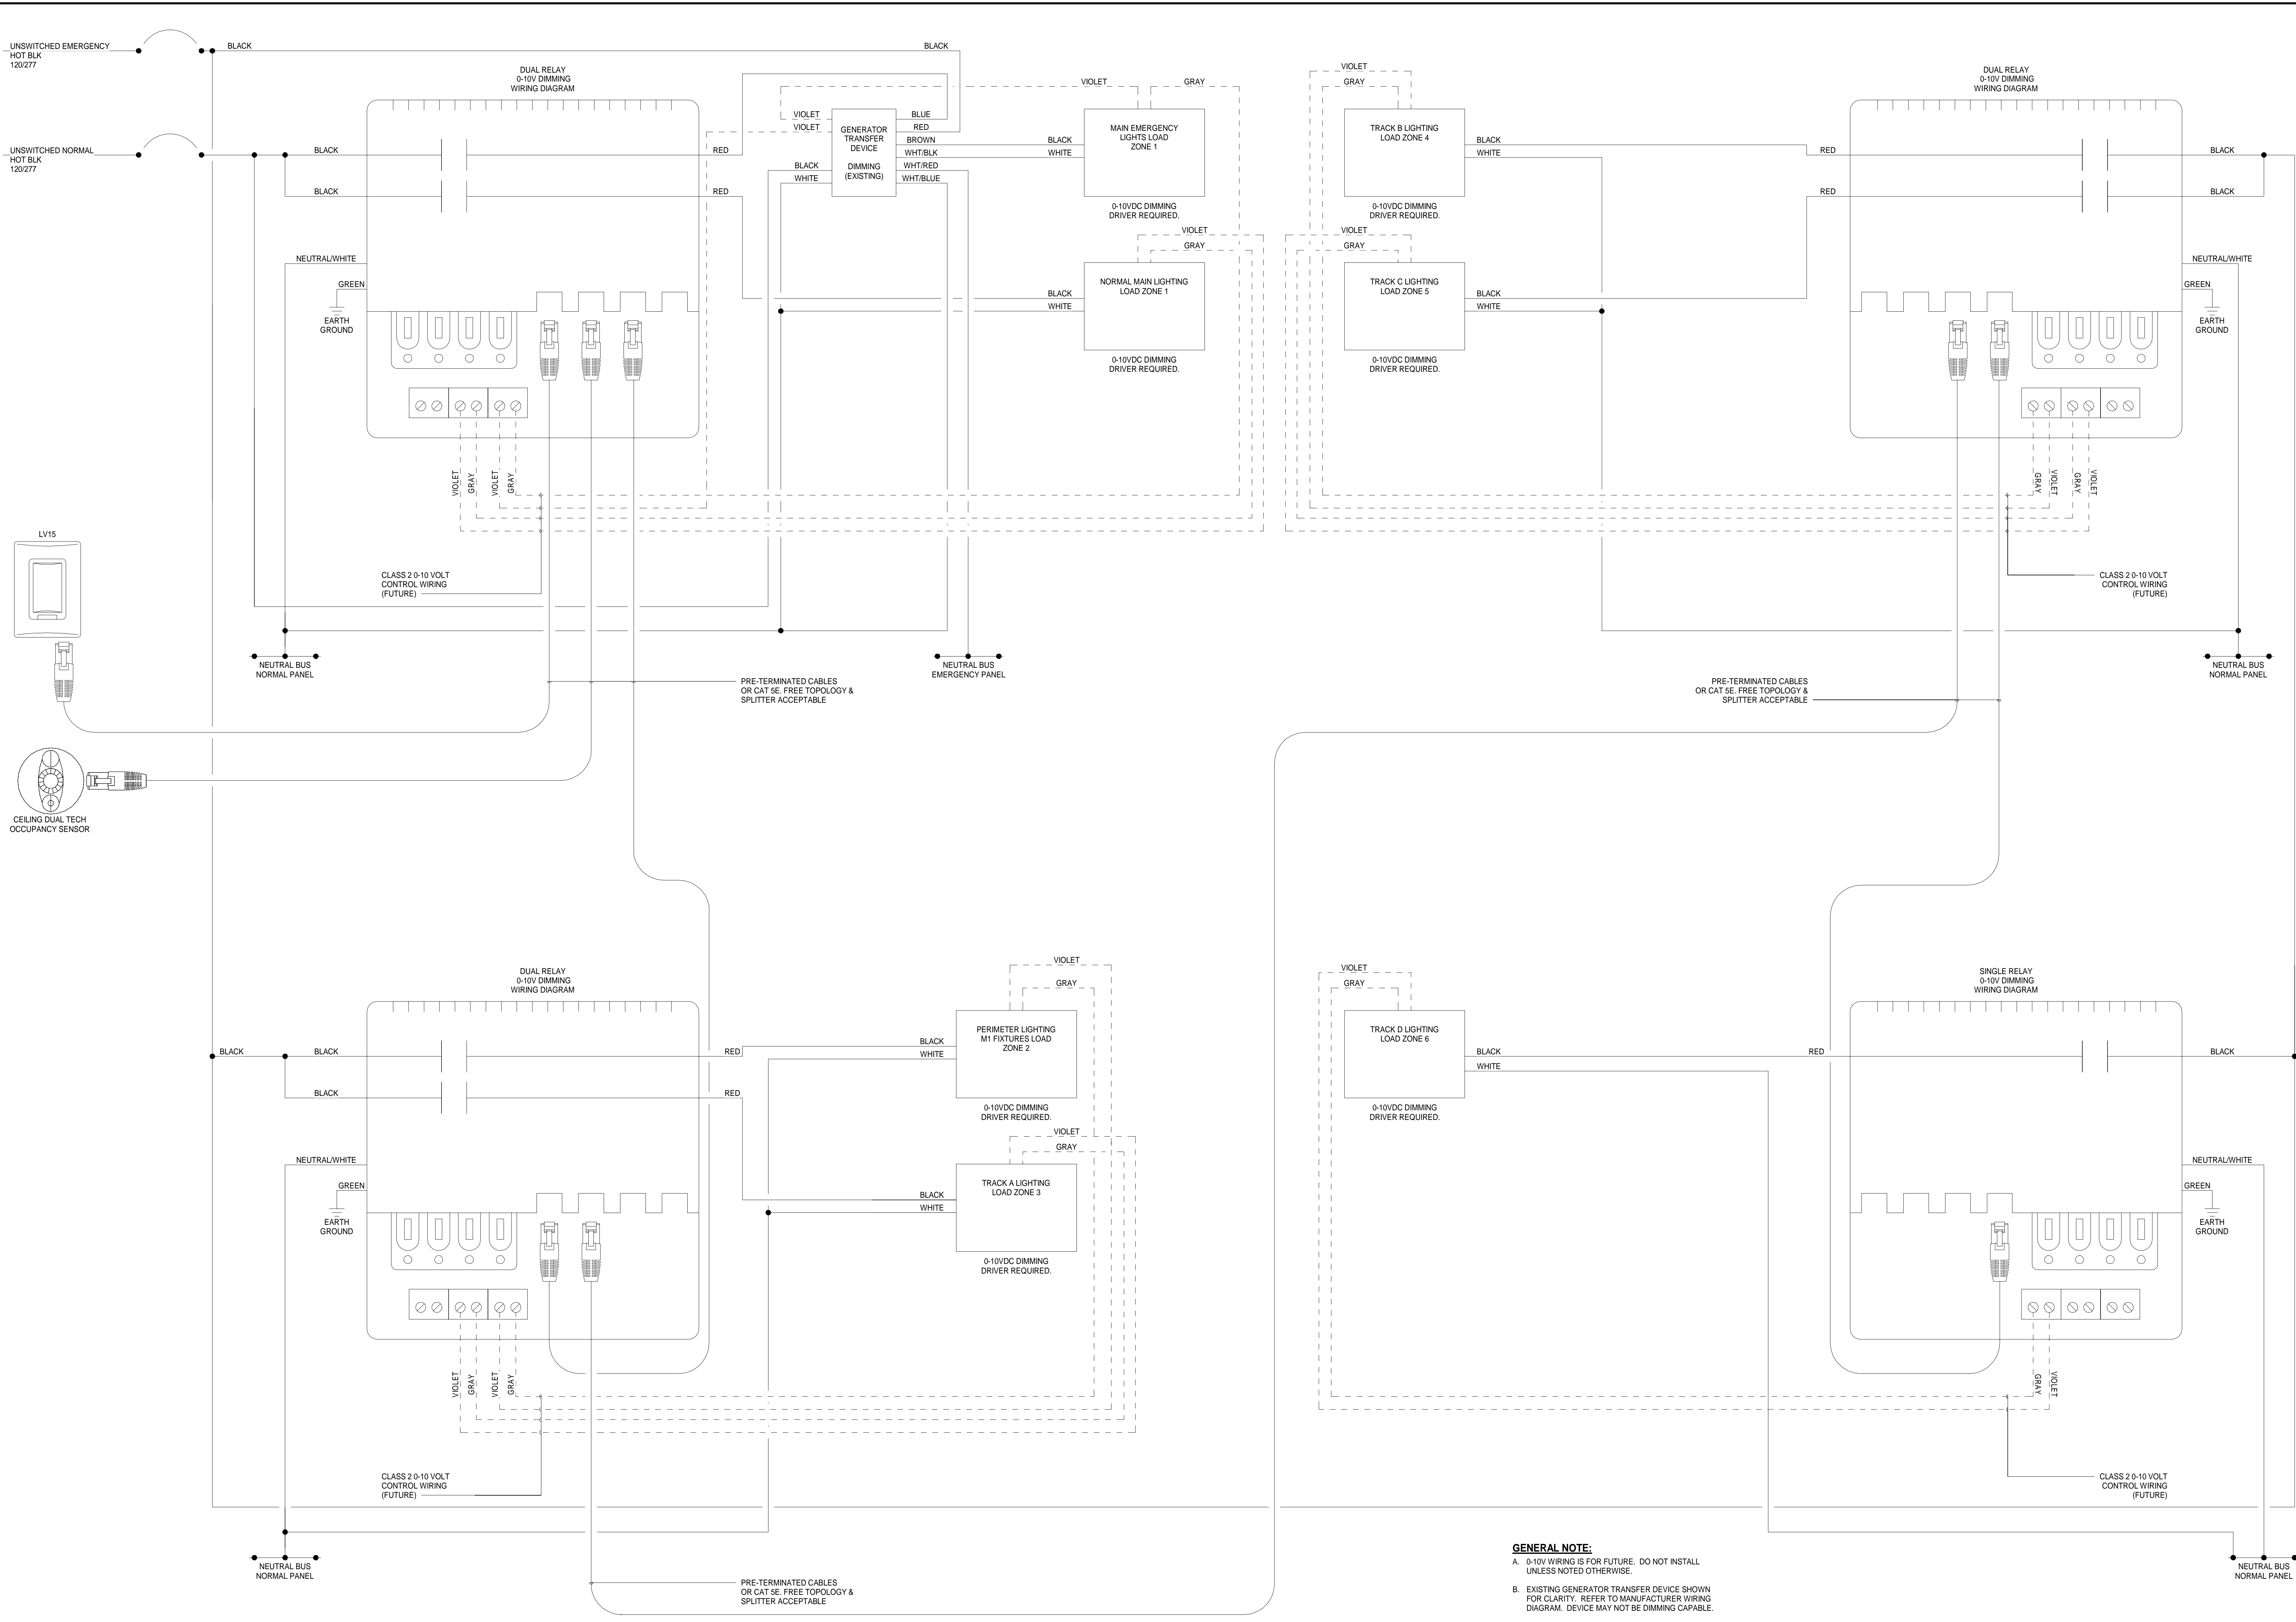 UNSWITCHED EMERGENCY
HOT BLK
120/277
BLACK
BLACK
UNSWITCHED NORMAL
HOT BLK
120/277
DUAL RELAY
0-10V DIMMING
WIRING DIAGRAM
BLACK
BLACK
RED
RED
NEUTRAL/WHITE
GREEN
EARTH
GROUND
VIOLET
GRAY
VIOLET
GRAY
CLASS 2 0-10 VOLT
CONTROL WIRING
(FUTURE)
NEUTRAL BUS
NORMAL PANEL
VIOLET
VIOLET
BLACK
WHITE
GENERATOR
TRANSFER
DEVICE
DIMMING
(EXISTING)
BLUE
RED
BROWN
WHT/BLK
WHT/RED
WHT/BLUE
NEUTRAL BUS
EMERGENCY PANEL
VIOLET
GRAY
BLACK
WHITE
MAIN EMERGENCY
LIGHTS LOAD
ZONE 1
0-10VDC DIMMING
DRIVER REQUIRED.
VIOLET
GRAY
BLACK
WHITE
NORMAL MAIN LIGHTING
LOAD ZONE 1
0-10VDC DIMMING
DRIVER REQUIRED.
PRE-TERMINATED CABLES
OR CAT 5E. FREE TOPOLOGY &
SPLITTER ACCEPTABLE
LV15
CEILING DUAL TECH
OCCUPANCY SENSOR
VIOLET
GRAY
TRACK B LIGHTING
LOAD ZONE 4
BLACK
WHITE
0-10VDC DIMMING
DRIVER REQUIRED.
VIOLET
GRAY
TRACK C LIGHTING
LOAD ZONE 5
BLACK
WHITE
0-10VDC DIMMING
DRIVER REQUIRED.
DUAL RELAY
0-10V DIMMING
WIRING DIAGRAM
RED
RED
BLACK
BLACK
NEUTRAL/WHITE
GREEN
EARTH
GROUND
GRAY
VIOLET
GRAY
VIOLET
CLASS 2 0-10 VOLT
CONTROL WIRING
(FUTURE)
NEUTRAL BUS
NORMAL PANEL
PRE-TERMINATED CABLES
OR CAT 5E. FREE TOPOLOGY &
SPLITTER ACCEPTABLE
DUAL RELAY
0-10V DIMMING
WIRING DIAGRAM
BLACK
BLACK
BLACK
RED
RED
NEUTRAL/WHITE
GREEN
EARTH
GROUND
VIOLET
GRAY
VIOLET
GRAY
CLASS 2 0-10 VOLT
CONTROL WIRING
(FUTURE)
NEUTRAL BUS
NORMAL PANEL
VIOLET
GRAY
PERIMETER LIGHTING
M1 FIXTURES LOAD
ZONE 2
BLACK
WHITE
0-10VDC DIMMING
DRIVER REQUIRED.
VIOLET
GRAY
TRACK A LIGHTING
LOAD ZONE 3
BLACK
WHITE
0-10VDC DIMMING
DRIVER REQUIRED.
PRE-TERMINATED CABLES
OR CAT 5E. FREE TOPOLOGY &
SPLITTER ACCEPTABLE
VIOLET
GRAY
TRACK D LIGHTING
LOAD ZONE 6
BLACK
WHITE
0-10VDC DIMMING
DRIVER REQUIRED.
SINGLE RELAY
0-10V DIMMING
WIRING DIAGRAM
RED
BLACK
NEUTRAL/WHITE
GREEN
EARTH
GROUND
GRAY
VIOLET
CLASS 2 0-10 VOLT
CONTROL WIRING
(FUTURE)
NEUTRAL BUS
NORMAL PANEL
GENERAL NOTE:
A. 0-10V WIRING IS FOR FUTURE. DO NOT INSTALL
UNLESS NOTED OTHERWISE.
B. EXISTING GENERATOR TRANSFER DEVICE SHOWN
FOR CLARITY. REFER TO MANUFACTURER WIRING
DIAGRAM. DEVICE MAY NOT BE DIMMING CAPABLE.